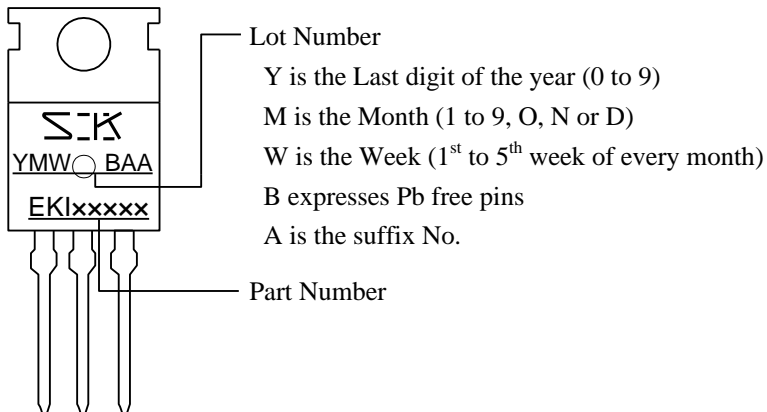 Lot Number
Y is the Last digit of the year (0 to 9)
M is the Month (1 to 9, O, N or D)
W is the Week (1st to 5th week of every month)
B expresses Pb free pins
A is the suffix No.
SK
YMW○ BAA
EKI×××××
Part Number